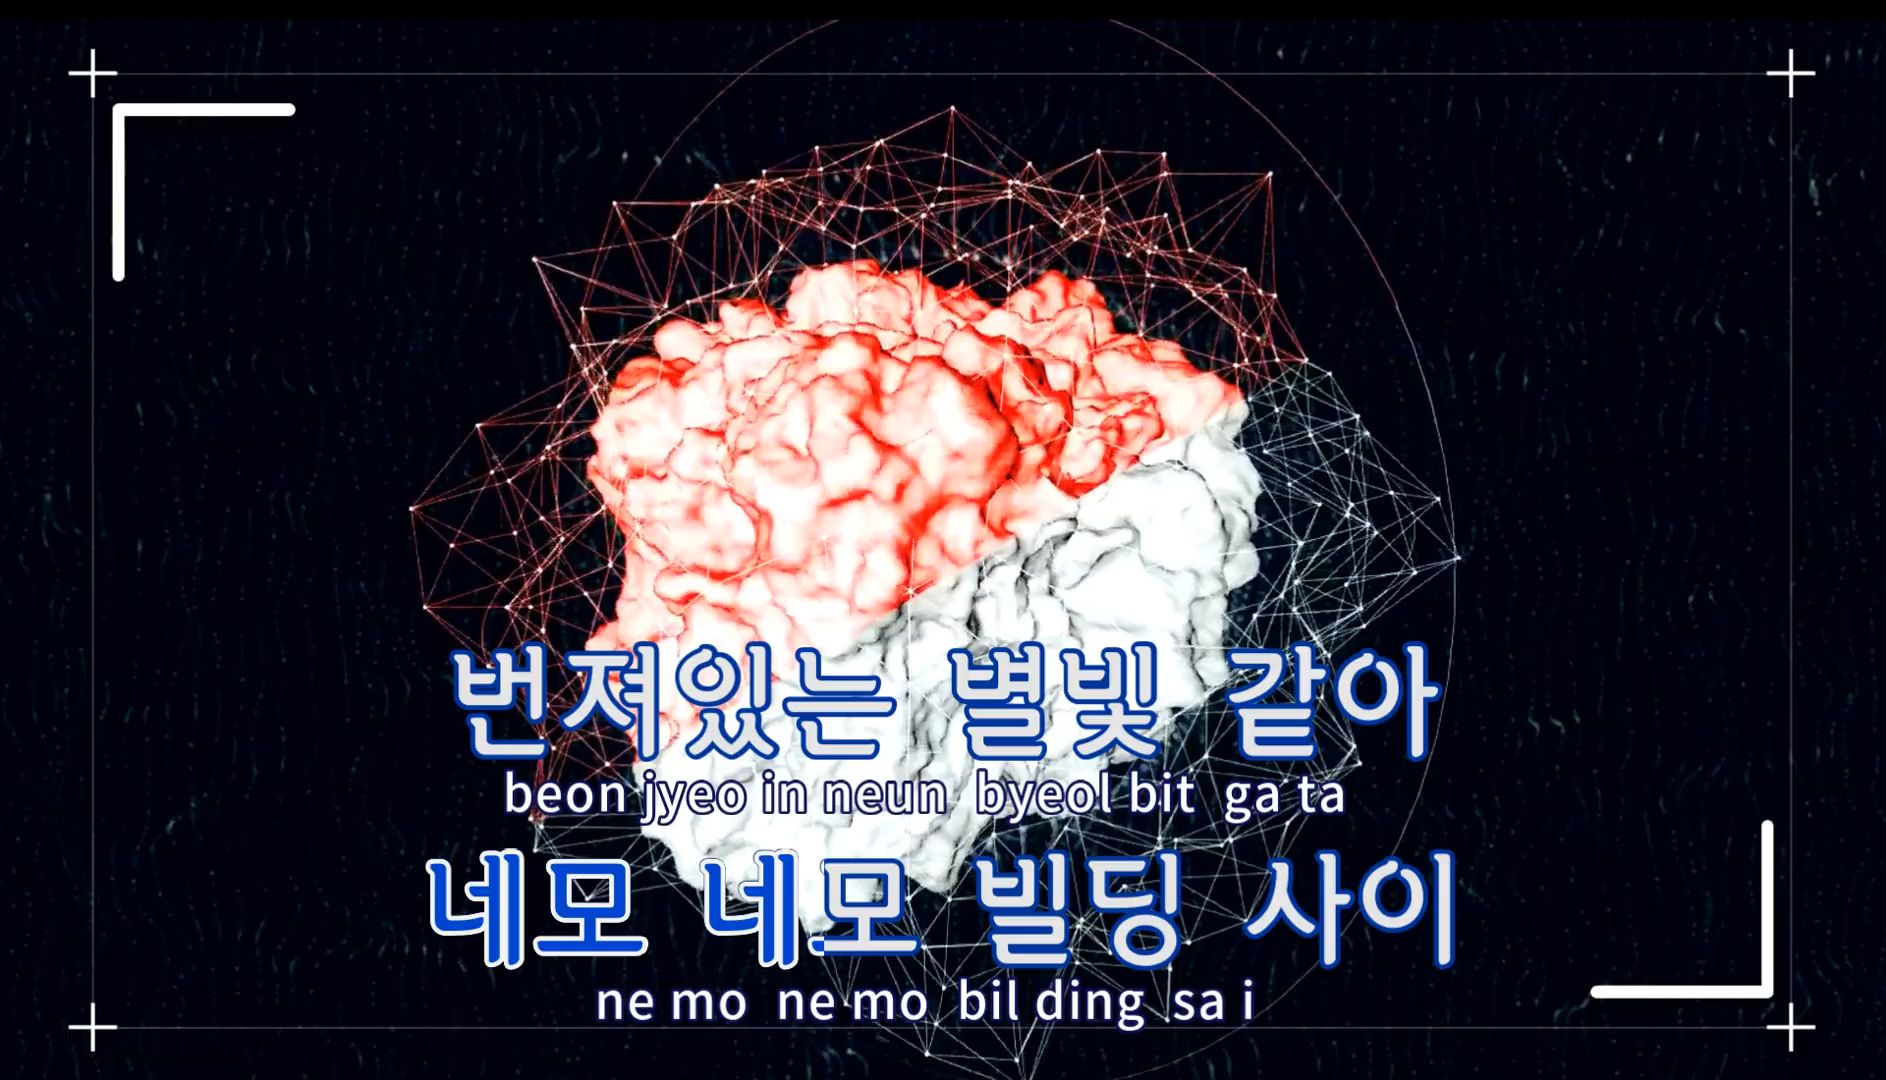 번져있는 별빛 같아
beon jyeo in neun byeol bit ga ta
네모 네모 빌딩 사이
ne mo ne mo bil ding sa i